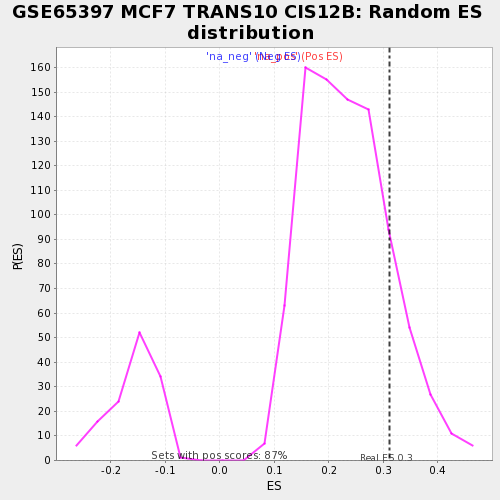 GSE65397 MCF7 TRANS10 CIS12B: Random ES
distribution
'na_neg' (Neg ES) 'na_pos' (Pos ES)
160
150
140
130
120
110
100
90
80
70
60
50
40
30
20
10
0
P(ES)
Sets with pos scores: 87%
Real ES 0.3
-0.2 -0.1 0.0 0.1 0.2 0.3 0.4
ES